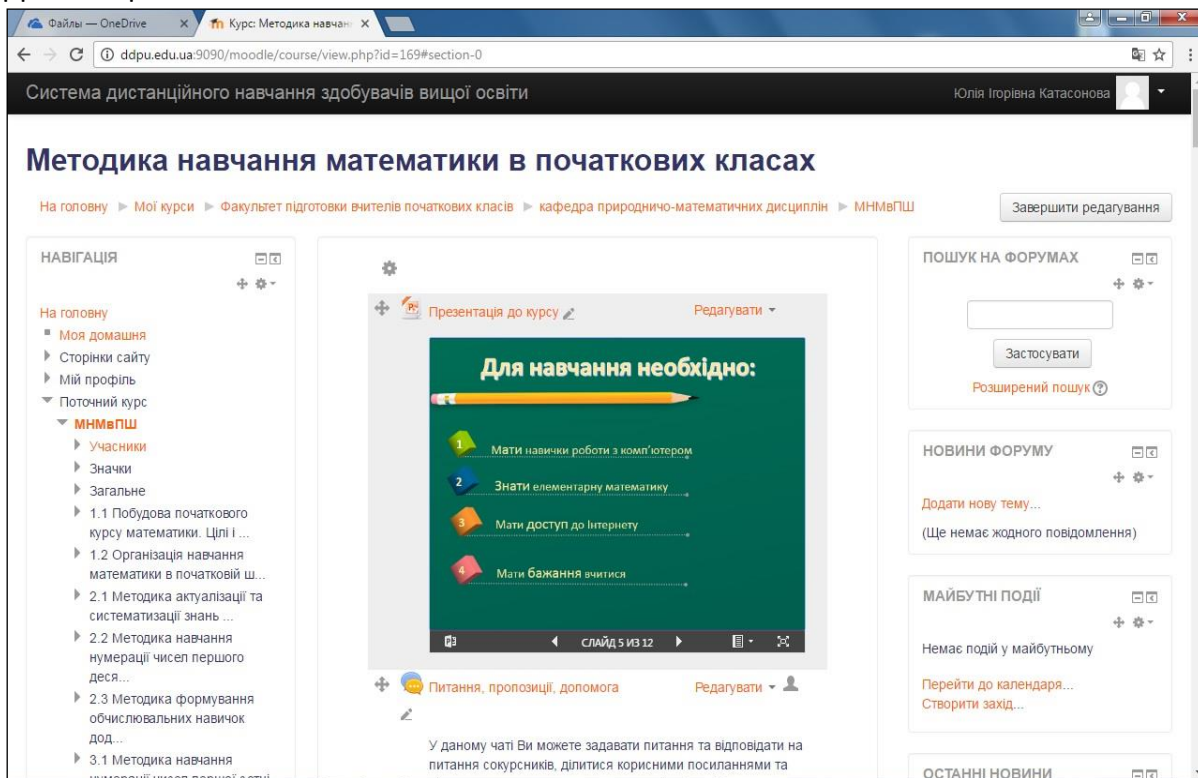 Файлы — OneDrive
Курс: Методика навчан
ddpu.edu.ua:9090/moodle/course/view.php?id=169#section-0
Система дистанційного навчання здобувачів вищої освіти
Юлія Ігорівна Катасонова
Методика навчання математики в початкових класах
На головну ► Мої курси ► Факультет підготовки вчителів початкових класів ► кафедра природничо-математичних дисциплін ► МНМвПШ
Завершити редагування
НАВІГАЦІЯ
На головну
Моя домашня
Сторінки сайту
Мій профіль
Поточний курс
МНМвПШ
Учасники
Значки
Загальне
1.1 Побудова початкового
курсу математики. Цілі і ...
1.2 Організація навчання
математики в початковій ш...
2.1 Методика актуалізації та
систематизації знань ...
2.2 Методика навчання
нумерації чисел першого
деся...
2.3 Методика формування
обчислювальних навичок
дод...
3.1 Методика навчання
Презентація до курсу
Редагувати
Для навчання необхідно:
1 Мати навички роботи з комп'ютером
2 Знати елементарну математику
3 Мати доступ до Інтернету
4 Мати бажання вчитися
СЛАЙД 5 ИЗ 12
Питання, пропозиції, допомога
Редагувати
У даному чаті Ви можете задавати питання та відповідати на
питання сокурсників, ділитися корисними посиланнями та
ПОШУК НА ФОРУМАХ
Застосувати
Розширений пошук
НОВИНИ ФОРУМУ
Додати нову тему...
(Ще немає жодного повідомлення)
МАЙБУТНІ ПОДІЇ
Немає подій у майбутньому
Перейти до календаря...
Створити захід...
ОСТАННІ НОВИНИ